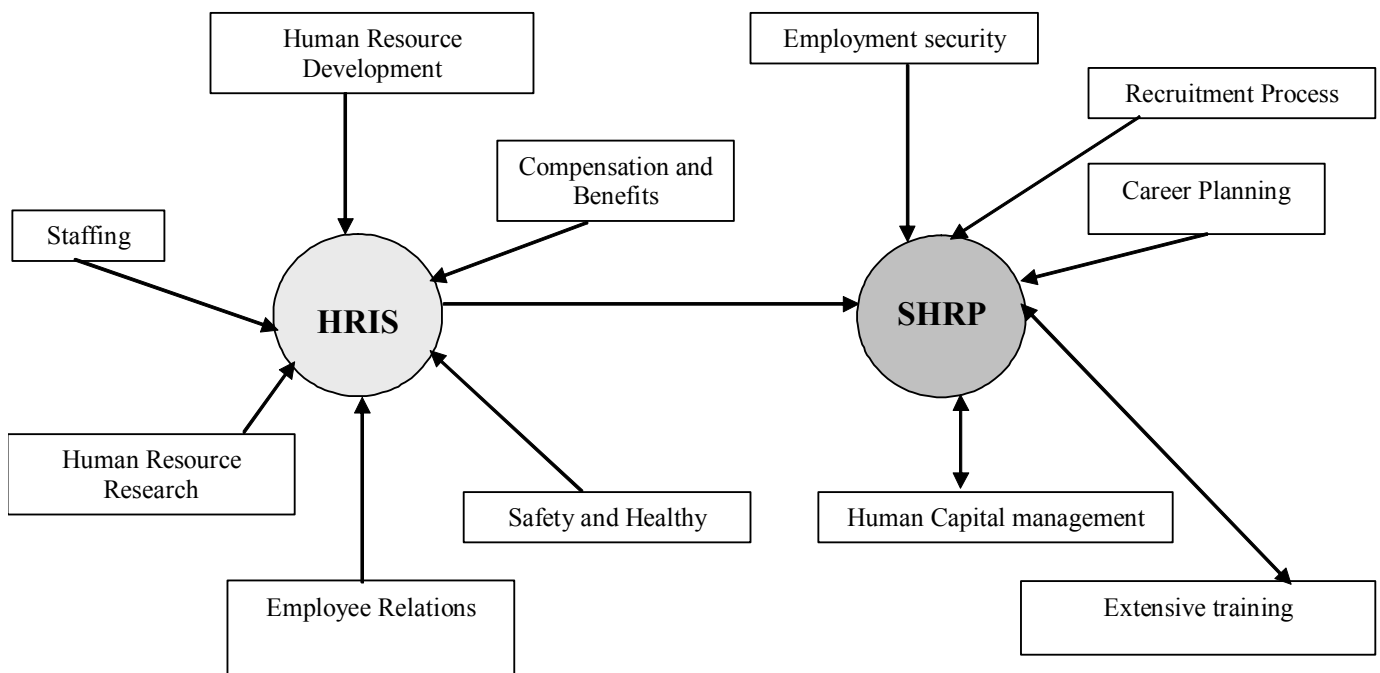 Human Resource
Development
Employment security
Recruitment Process
Compensation and
Benefits
Career Planning
Staffing
HRIS
SHRP
Human Resource
Research
Safety and Healthy
Human Capital management
Employee Relations
Extensive training